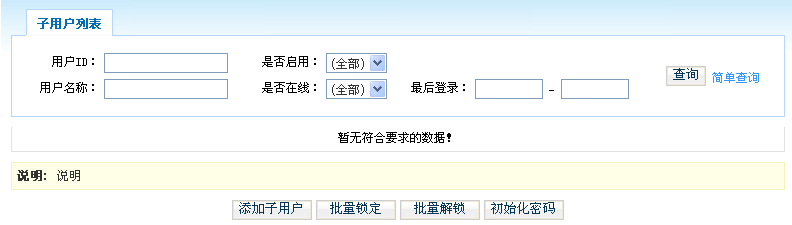 子用户列表
用户ID： 是否启用： (全部)
用户名称： 是否在线： (全部) 最后登录： -
查询 简单查询
暂无符合要求的数据！
说明: 说明
添加子用户 批量锁定 批量解锁 初始化密码